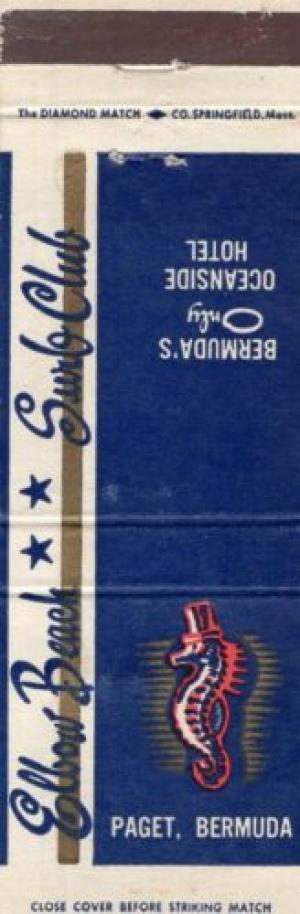 The DIAMOND MATCH CO. SPRINGFIELD, Mass.
BERMUDA'S
Only
OCEANSIDE
HOTEL
Elbow Beach ★ ★ Surf Club
PAGET, BERMUDA
CLOSE COVER BEFORE STRIKING MATCH